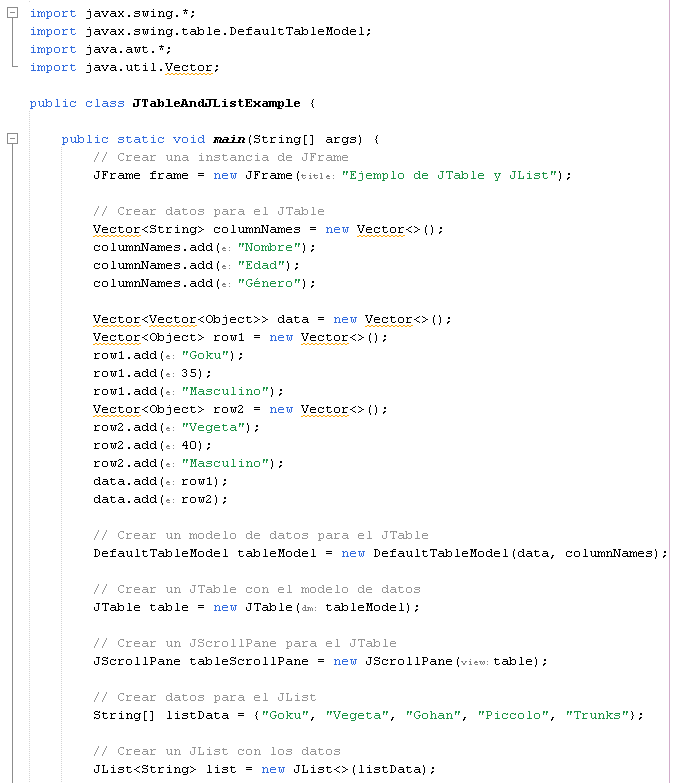 import javax.swing.*;
import javax.swing.table.DefaultTableModel;
import java.awt.*;
import java.util.Vector;
public class JTableAndJListExample {
public static void main(String[] args) {
// Crear una instancia de JFrame
JFrame frame = new JFrame(title: "Ejemplo de JTable y JList");
// Crear datos para el JTable
Vector<String> columnNames = new Vector<>();
columnNames.add(e: "Nombre");
columnNames.add(e: "Edad");
columnNames.add(e: "Género");
Vector<Vector<Object>> data = new Vector<>();
Vector<Object> row1 = new Vector<>();
row1.add(e: "Goku");
row1.add(e: 35);
row1.add(e: "Masculino");
Vector<Object> row2 = new Vector<>();
row2.add(e: "Vegeta");
row2.add(e: 40);
row2.add(e: "Masculino");
data.add(e: row1);
data.add(e: row2);
// Crear un modelo de datos para el JTable
DefaultTableModel tableModel = new DefaultTableModel(data, columnNames);
// Crear un JTable con el modelo de datos
JTable table = new JTable(dm: tableModel);
// Crear un JScrollPane para el JTable
JScrollPane tableScrollPane = new JScrollPane(view: table);
// Crear datos para el JList
String[] listData = {"Goku", "Vegeta", "Gohan", "Piccolo", "Trunks"};
// Crear un JList con los datos
JList<String> list = new JList<>(listData);